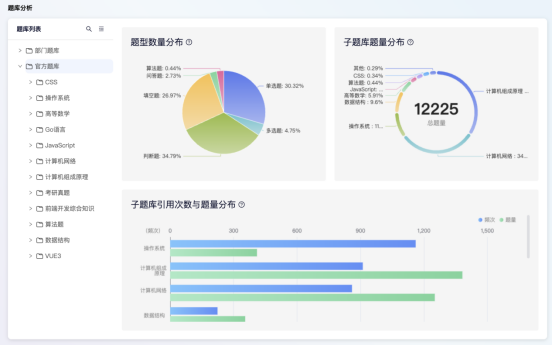 题库分析
题库列表
部门题库
官方题库
CSS
操作系统
高等数学
Go语言
JavaScript
计算机网络
计算机组成原理
考研真题
前端开发综合知识
算法题
数据结构
VUE3
题型数量分布
算法题: 0.44%
问答题: 2.73%
填空题: 26.97%
判断题: 34.79%
单选题: 30.32%
多选题: 4.75%
子题库题量分布
其他: 0.29%
CSS: 0.34%
算法题: 0.44%
JavaScript:...
高等数学: 5.91%
数据结构: 9.6%
操作系统: 11...
计算机组成原理...
计算机网络: 34...
12225
总题量
子题库引用次数与题量分布
频次
题量
(频次)
0
300
600
900
1,200
1,500
操作系统
计算机组成
原理
计算机网络
数据结构